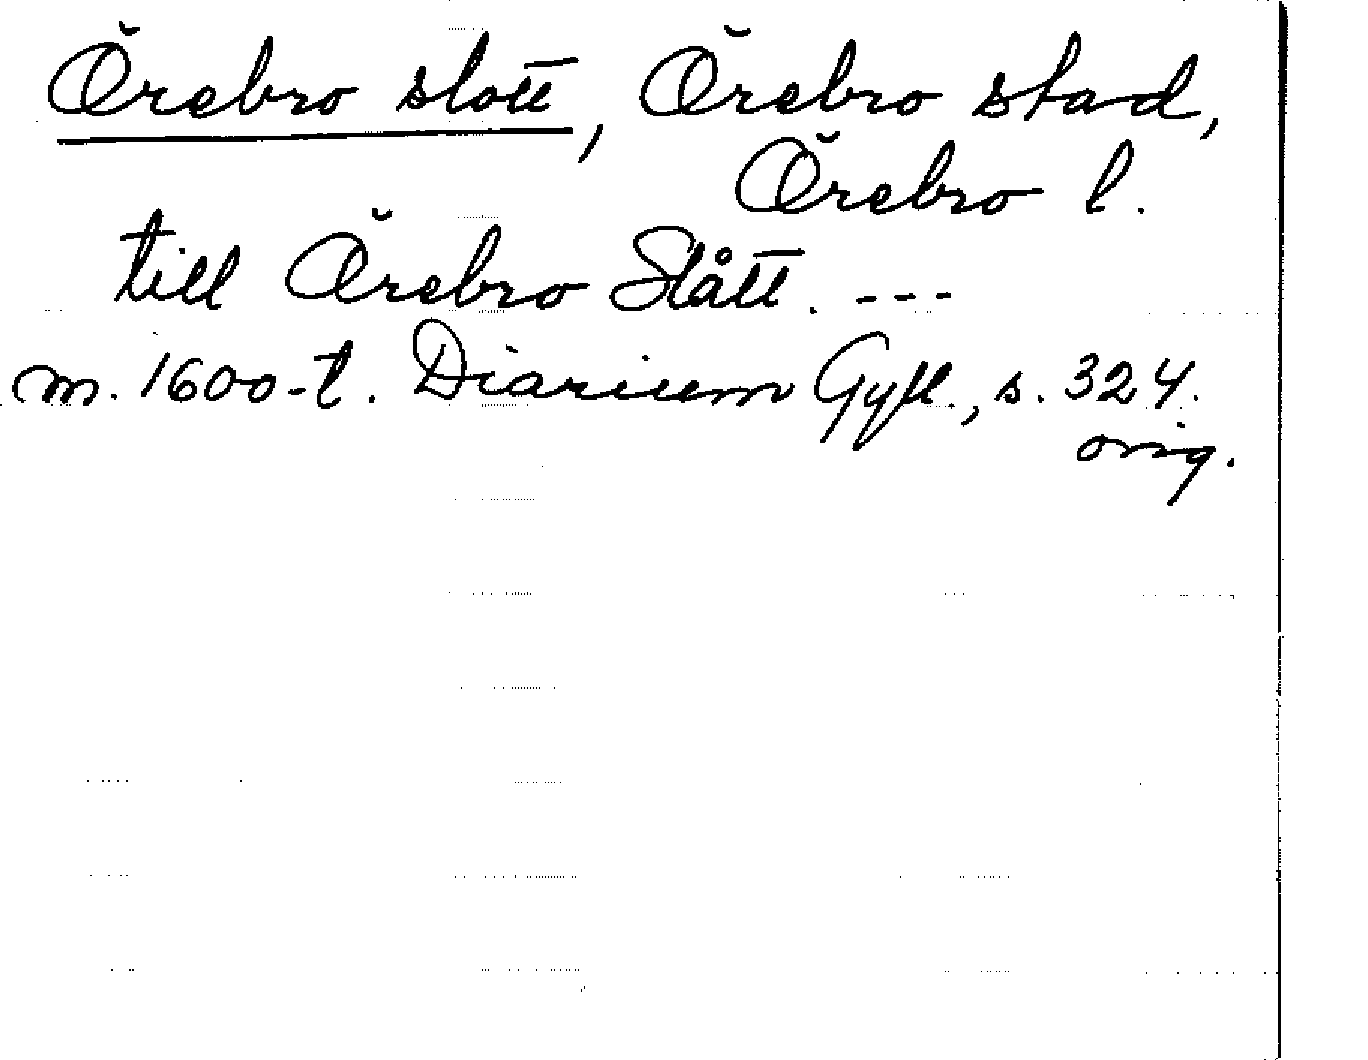 Örebro slott, Örebro stad,
Örebro l.
till Örebro Slått. ---
m. 1600-t. Diarium Gyll., s. 324.
orig.